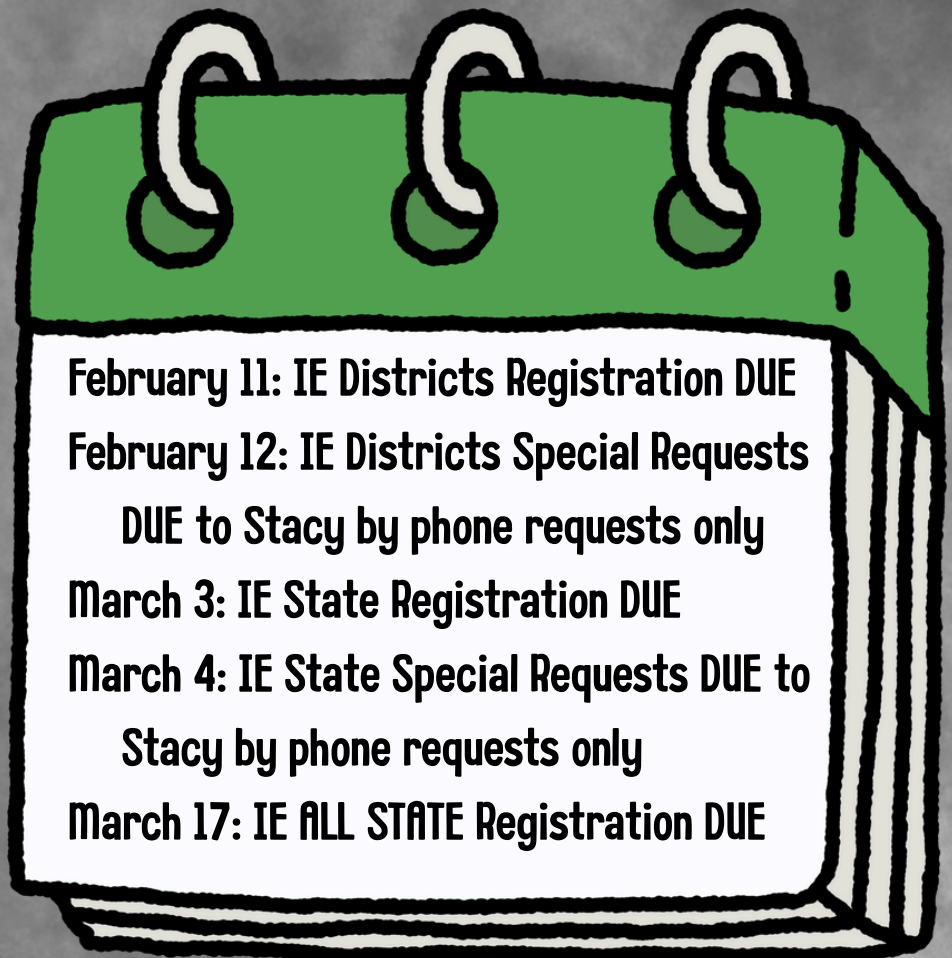 February 11: IE Districts Registration DUE
February 12: IE Districts Special Requests
DUE to Stacy by phone requests only
March 3: IE State Registration DUE
March 4: IE State Special Requests DUE to
Stacy by phone requests only
March 17: IE ALL STATE Registration DUE